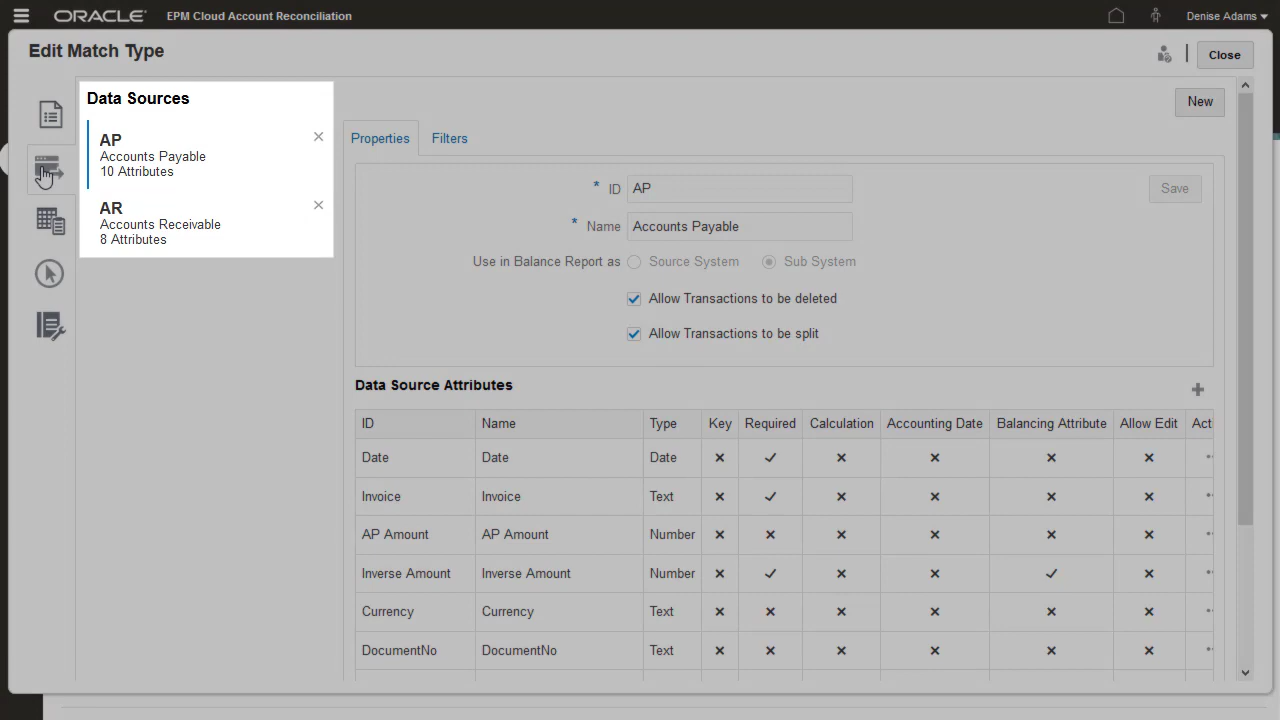 ORACLE® EPM Cloud Account Reconciliation Denise Adams
Edit Match Type
Close
Data Sources
AP
Accounts Payable
10 Attributes
AR
Accounts Receivable
8 Attributes
New
Properties Filters
* ID AP Save
* Name Accounts Payable
Use in Balance Report as Source System Sub System
Allow Transactions to be deleted
Allow Transactions to be split
Data Source Attributes
ID Name Type Key Required Calculation Accounting Date Balancing Attribute Allow Edit Acti
Date Date Date
Invoice Invoice Text
AP Amount AP Amount Number
Inverse Amount Inverse Amount Number
Currency Currency Text
DocumentNo DocumentNo Text